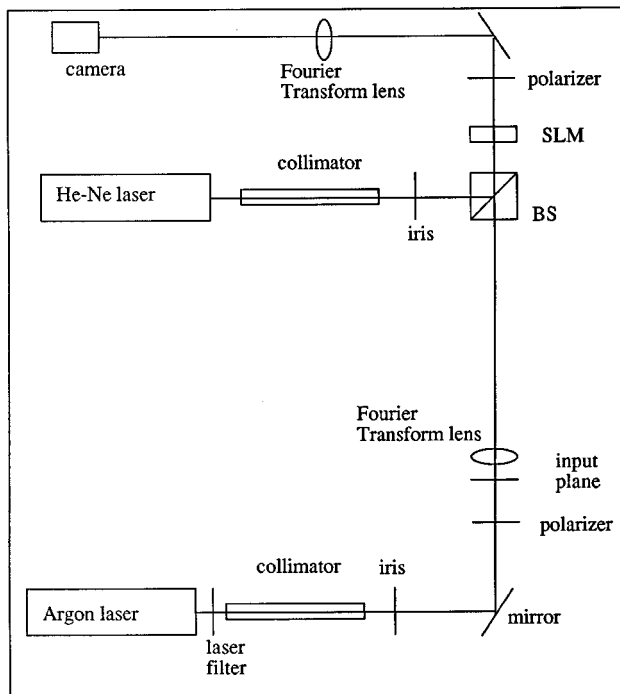 camera
Fourier
Transform lens
polarizer
SLM
collimator
He-Ne laser
iris
BS
Fourier
Transform lens
input
plane
polarizer
collimator
iris
Argon laser
mirror
laser
filter